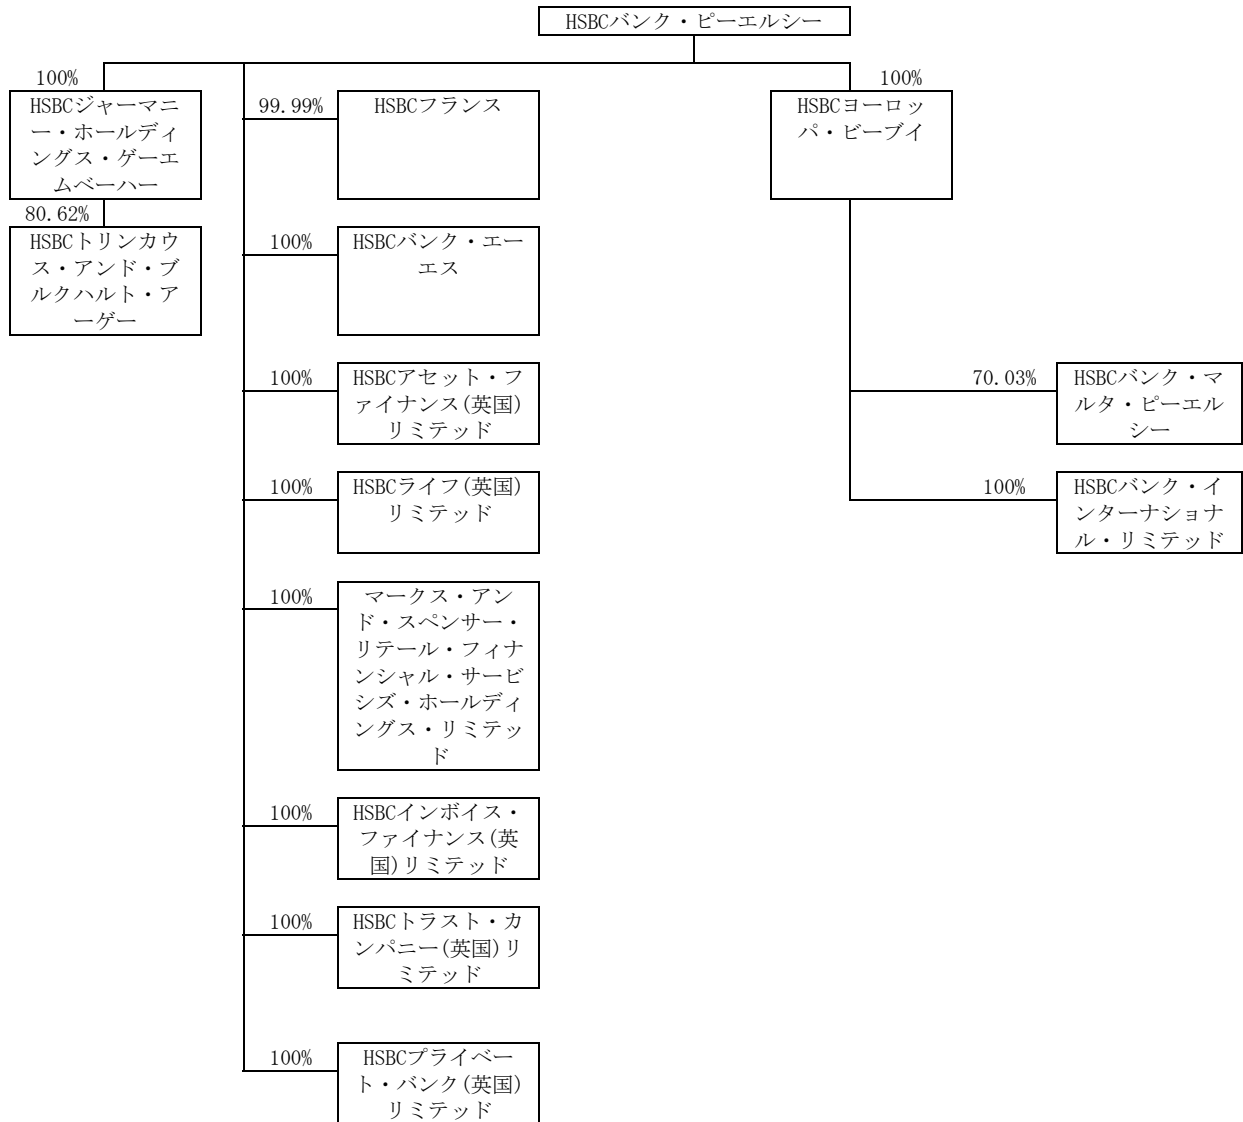 HSBCバンク・ピーエルシー
100%
HSBCジャーマニ
ー・ホールディ
ングス・ゲーエ
ムベーハー
80.62%
HSBCトリンカウ
ス・アンド・ブ
ルクハルト・ア
ーゲー
99.99%
HSBCフランス
100%
HSBCバンク・エー
エス
100%
HSBCアセット・フ
ァイナンス(英国)
リミテッド
100%
HSBCライフ(英国)
リミテッド
100%
マークス・アン
ド・スペンサー・
リテール・フィナ
ンシャル・サービ
シズ・ホールディ
ングス・リミテッ
ド
100%
HSBCインボイス・
ファイナンス(英
国)リミテッド
100%
HSBCトラスト・カ
ンパニー(英国)リ
ミテッド
100%
HSBCプライベー
ト・バンク(英国)
リミテッド
100%
HSBCヨーロッ
パ・ビーブイ
70.03%
HSBCバンク・マ
ルタ・ピーエル
シー
100%
HSBCバンク・イ
ンターナショナ
ル・リミテッド